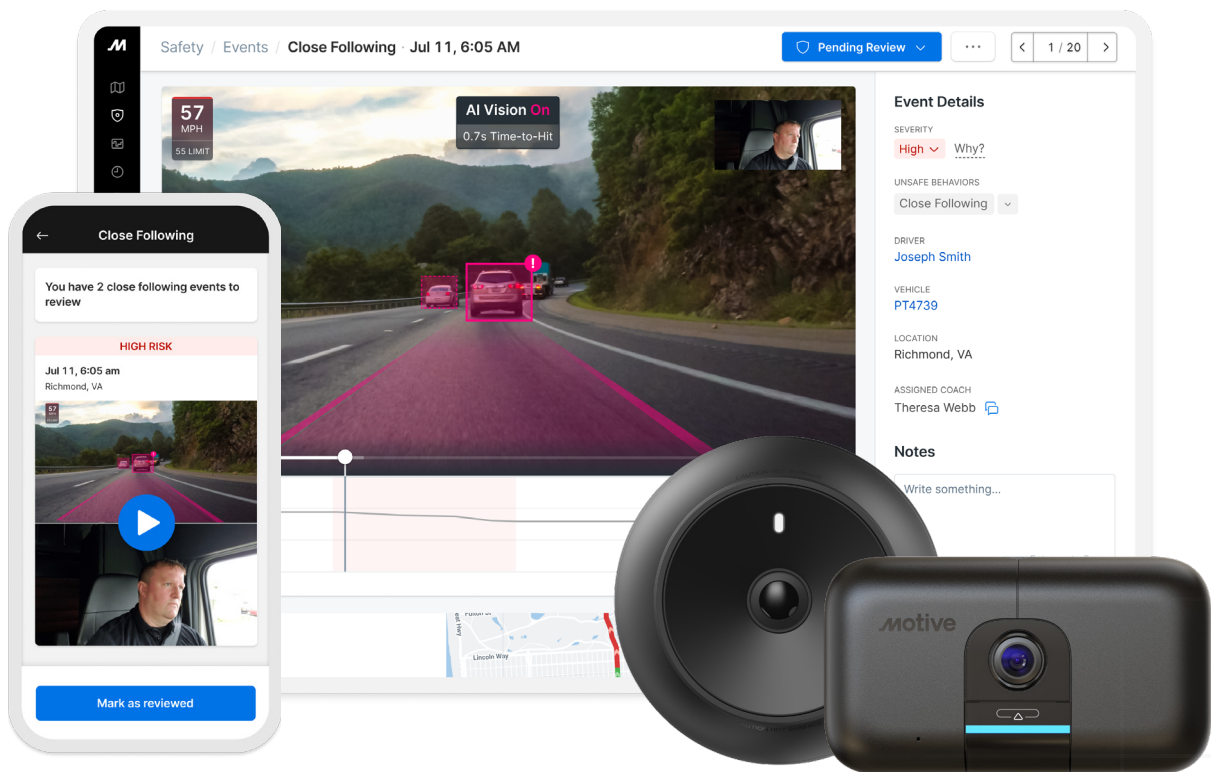 Safety / Events / Close Following · Jul 11, 6:05 AM
Pending Review
···
1 / 20
57
MPH
55 LIMIT
AI Vision On
0.7s Time-to-Hit
!
Event Details
SEVERITY
High
Why?
UNSAFE BEHAVIORS
Close Following
DRIVER
Joseph Smith
VEHICLE
PT4739
LOCATION
Richmond, VA
ASSIGNED COACH
Theresa Webb
Notes
Write something...
Lincoln Way
Close Following
You have 2 close following events to
review
HIGH RISK
Jul 11, 6:05 am
Richmond, VA
57
Mark as reviewed
motive